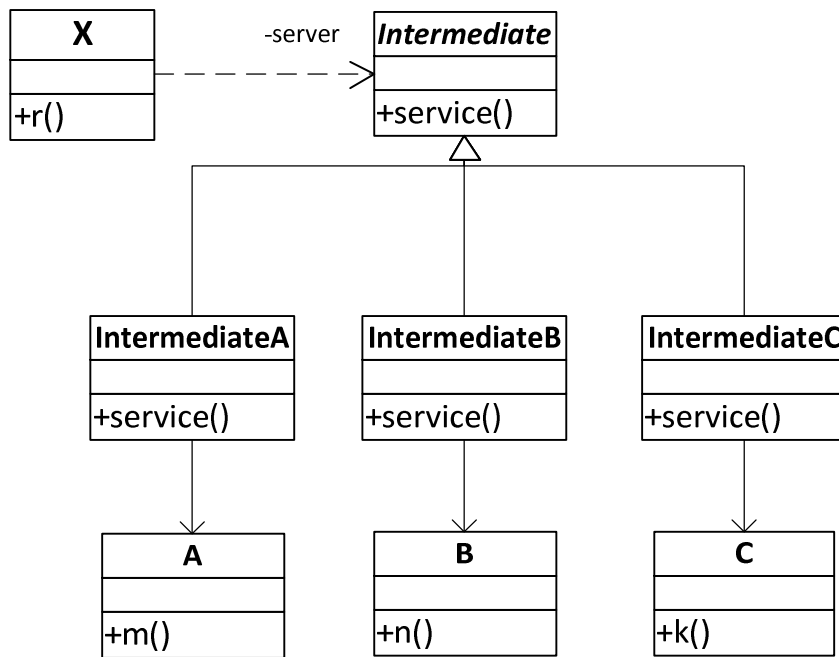 X
-server
Intermediate
+r()
+service()
IntermediateA
IntermediateB
IntermediateC
+service()
+service()
+service()
A
B
C
+m()
+n()
+k()